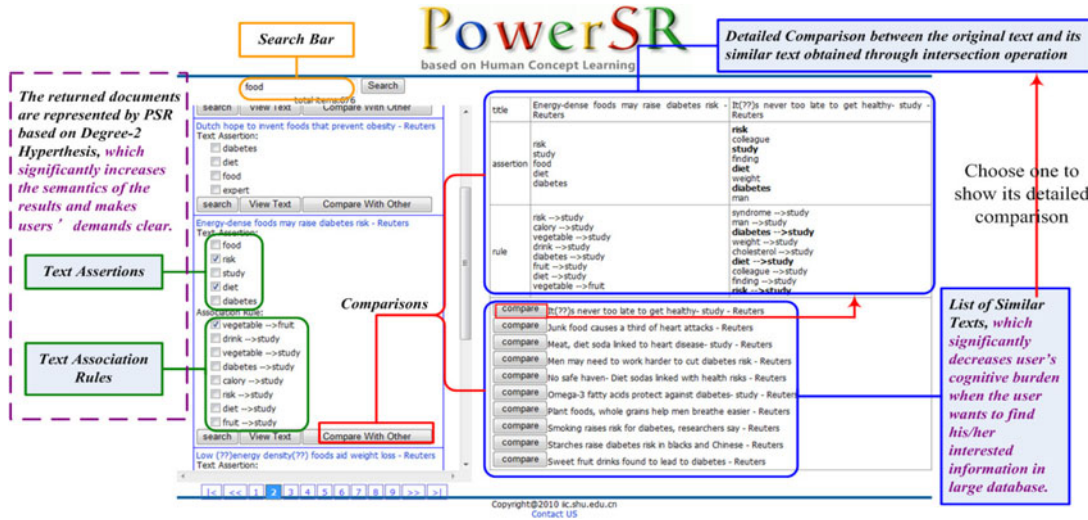 PowerSR
based on Human Concept Learning
Search Bar
food
Search
total items:676
The returned documents
are represented by PSR
based on Degree-2
Hyperthesis, which
significantly increases
the semantics of the
results and makes
users' demands clear.
Text Assertions
Text Association
Rules
search View Text Compare With Other
Dutch hope to invent foods that prevent obesity - Reuters
Text Assertion:
diabetes
diet
food
expert
search View Text Compare With Other
Energy-dense foods may raise diabetes risk - Reuters
Text Assertion:
food
risk
study
diet
diabetes
Association Rule:
vegetable -->fruit
drink -->study
vegetable -->study
diabetes -->study
calory -->study
risk -->study
diet -->study
fruit -->study
search View Text Compare With Other
Low (??)energy density(??) foods aid weight loss - Reuters
Text Assertion:
|< << 1 2 3 4 5 6 7 8 9 >> >|
Comparisons
Detailed Comparison between the original text and its
similar text obtained through intersection operation
title
Energy-dense foods may raise diabetes risk -
Reuters
It(??)s never too late to get healthy- study -
Reuters
assertion
risk
study
food
diet
diabetes
risk
colleague
study
finding
diet
weight
diabetes
man
rule
risk -->study
calory -->study
vegetable -->study
drink -->study
diabetes -->study
fruit -->study
diet -->study
vegetable -->fruit
syndrome -->study
man -->study
diabetes -->study
weight -->study
cholesterol -->study
diet -->study
colleague -->study
finding -->study
risk -->study
compare It(??)s never too late to get healthy- study - Reuters
compare Junk food causes a third of heart attacks - Reuters
compare Meat, diet soda linked to heart disease- study - Reuters
compare Men may need to work harder to cut diabetes risk - Reuters
compare No safe haven- Diet sodas linked with health risks - Reuters
compare Omega-3 fatty acids protect against diabetes- study - Reuters
compare Plant foods, whole grains help men breathe easier - Reuters
compare Smoking raises risk for diabetes, researchers say - Reuters
compare Starches raise diabetes risk in blacks and Chinese - Reuters
compare Sweet fruit drinks found to lead to diabetes - Reuters
Choose one to
show its detailed
comparison
List of Similar
Texts, which
significantly
decreases user's
cognitive burden
when the user
wants to find
his/her
interested
information in
large database.
Copyright@2010 iic.shu.edu.cn
Contact US